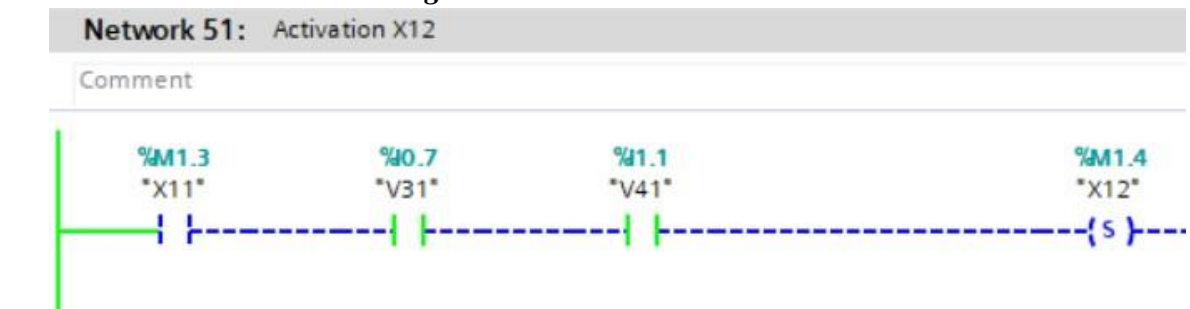 Network 51: Activation X12
Comment
%M1.3 %I0.7 %I1.1 %M1.4
"X11" "V31" "V41" "X12"
S